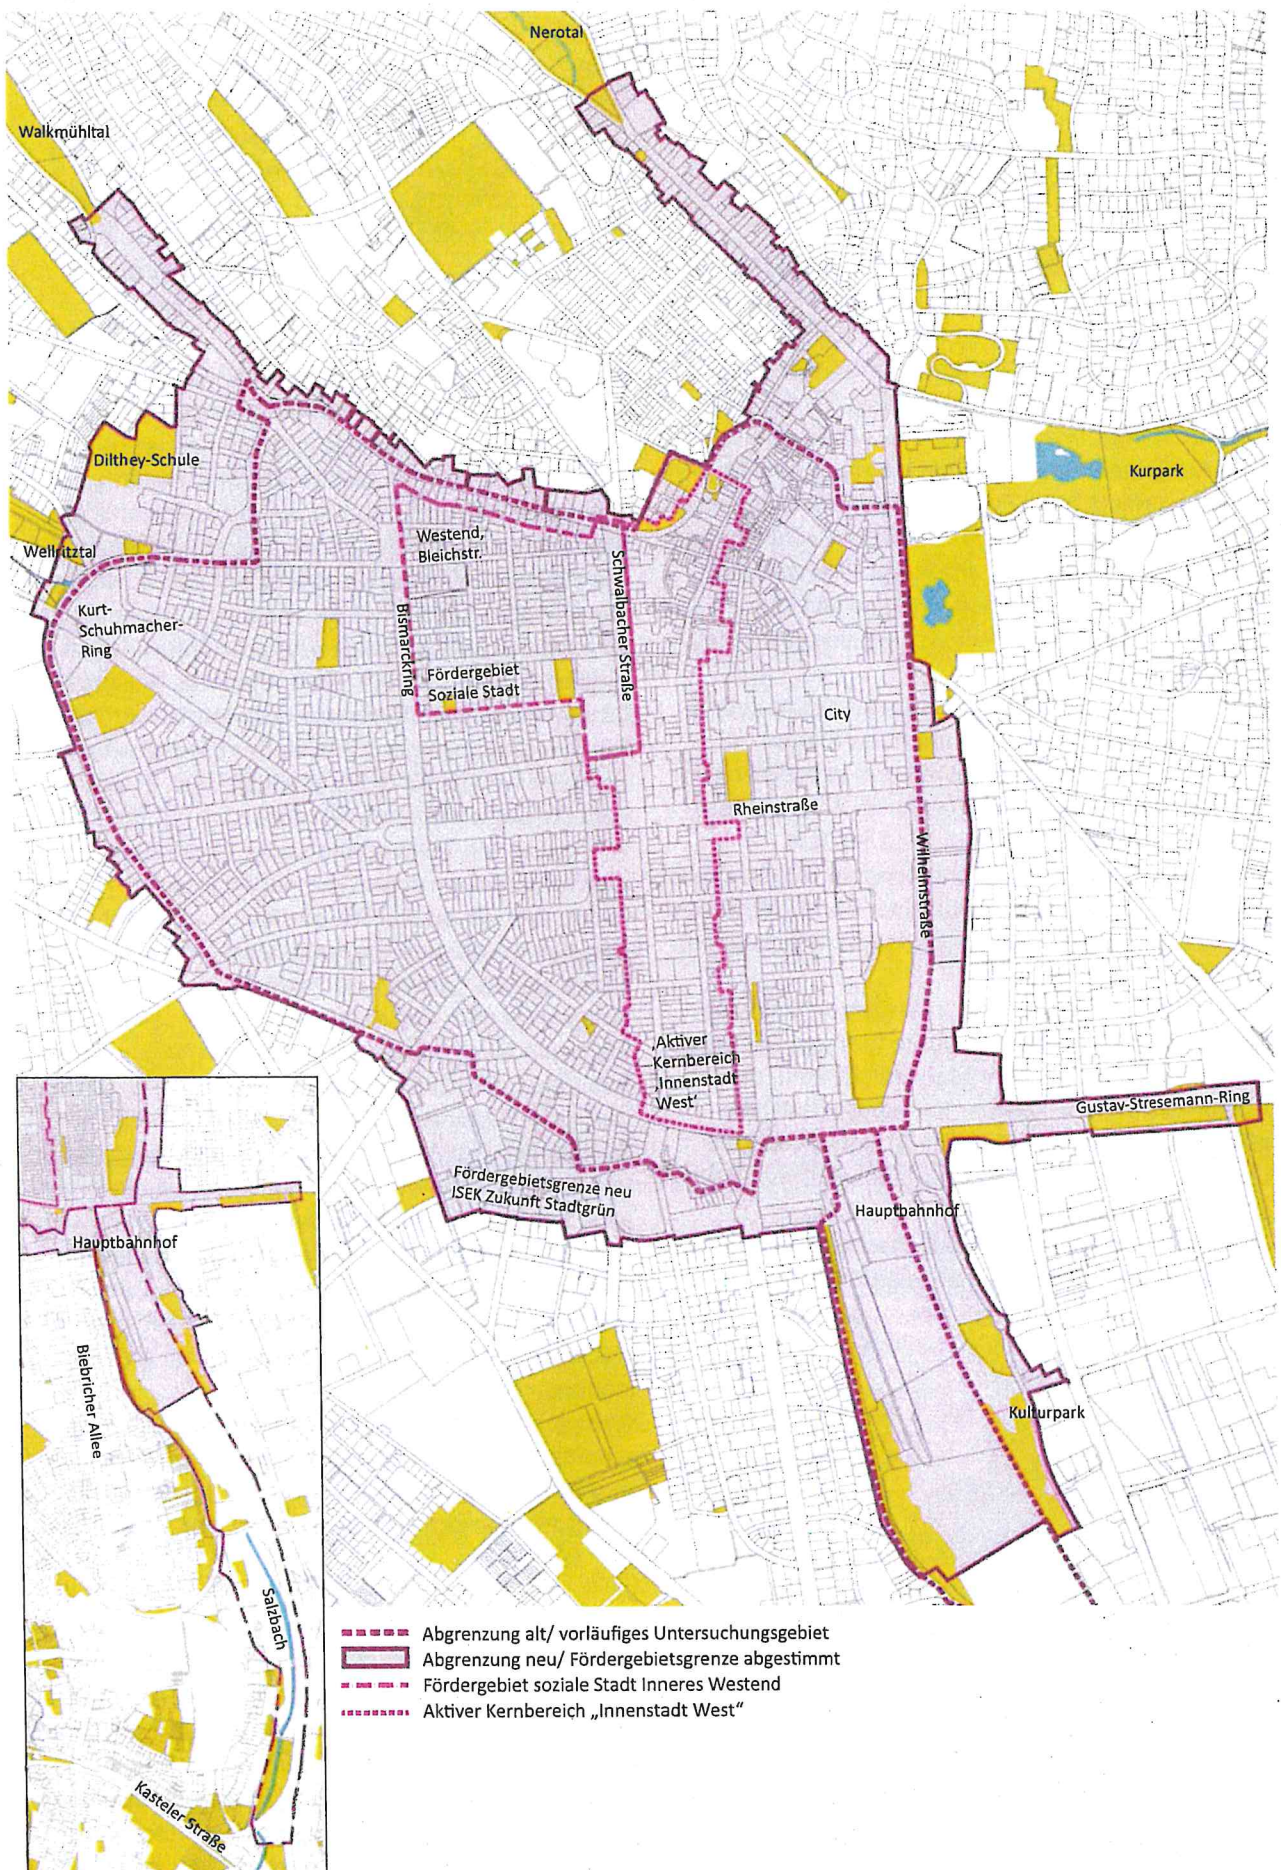 Nerotal
Walkmühltal
Dilthey-Schule
Kurpark
Wellritztal
Westend,
Bleichstr.
Schwalbacher Straße
Bismarckring
Kurt-
Schuhmacher-
Ring
Fördergebiet
Soziale Stadt
City
Rheinstraße
Wilhelmstraße
‚Aktiver
Kernbereich
‚Innenstadt
West‘
Gustav-Stresemann-Ring
Fördergebietsgrenze neu
ISEK Zukunft Stadtgrün
Hauptbahnhof
Kulturpark
Hauptbahnhof
Biebricher Allee
Salzbach
Kasteler Straße
Abgrenzung alt/ vorläufiges Untersuchungsgebiet
Abgrenzung neu/ Fördergebietsgrenze abgestimmt
Fördergebiet soziale Stadt Inneres Westend
Aktiver Kernbereich „Innenstadt West“